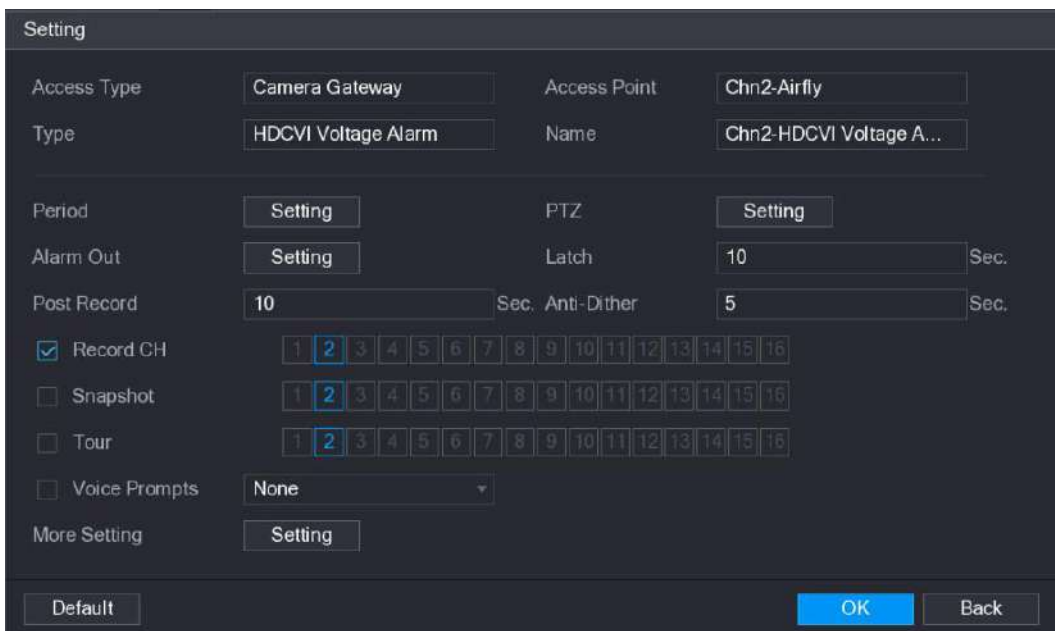 Setting
Access Type Camera Gateway Access Point Chn2-Airfly
Type HDCVI Voltage Alarm Name Chn2-HDCVI Voltage A...
Period Setting PTZ Setting
Alarm Out Setting Latch 10 Sec.
Post Record 10 Sec. Anti-Dither 5 Sec.
Record CH 1 2 3 4 5 6 7 8 9 10 11 12 13 14 15 16
Snapshot 1 2 3 4 5 6 7 8 9 10 11 12 13 14 15 16
Tour 1 2 3 4 5 6 7 8 9 10 11 12 13 14 15 16
Voice Prompts None
More Setting Setting
Default OK Back